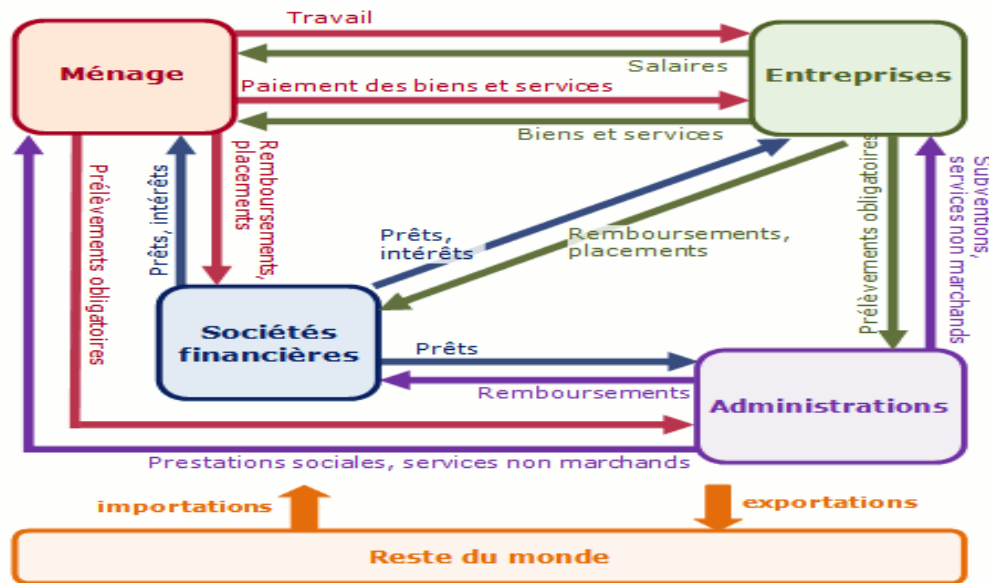 Travail
Ménage
Entreprises
Salaires
Paiement des biens et services
Biens et services
Prélèvements obligatoires
Prêts, intérêts
Remboursements,
placements
Prêts,
intérêts
Remboursements,
placements
Prélèvements obligatoires
Subventions,
services non marchands
Sociétés
financières
Prêts
Remboursements
Administrations
Prestations sociales, services non marchands
importations
exportations
Reste du monde